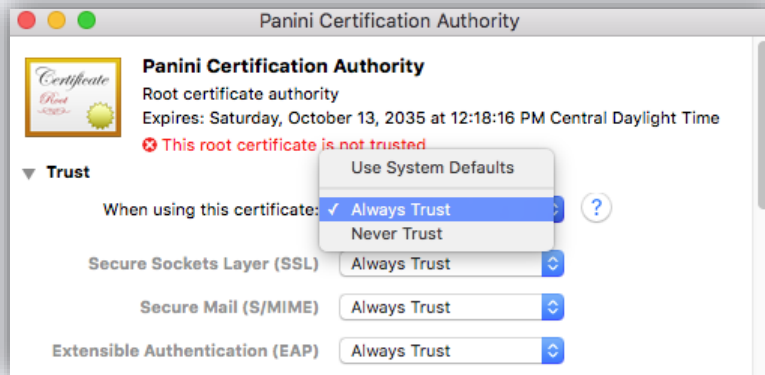 Panini Certification Authority
Certificate
Root
Panini Certification Authority
Root certificate authority
Expires: Saturday, October 13, 2035 at 12:18:16 PM Central Daylight Time
This root certificate is not trusted
Trust
Use System Defaults
When using this certificate: ✓ Always Trust ?
Never Trust
Secure Sockets Layer (SSL) Always Trust
Secure Mail (S/MIME) Always Trust
Extensible Authentication (EAP) Always Trust